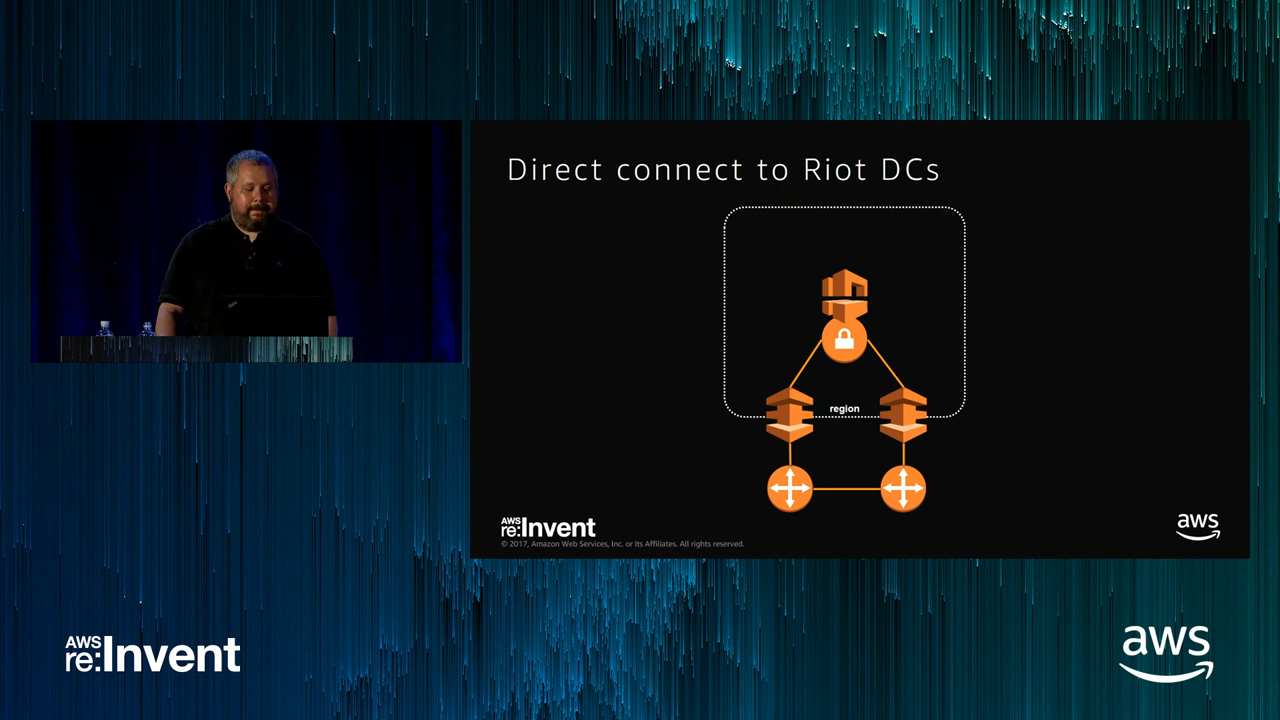 Direct connect to Riot DCs
region
AWS
re:Invent
© 2017, Amazon Web Services, Inc. or its Affiliates. All rights reserved.
aws
AWS
re:Invent
aws